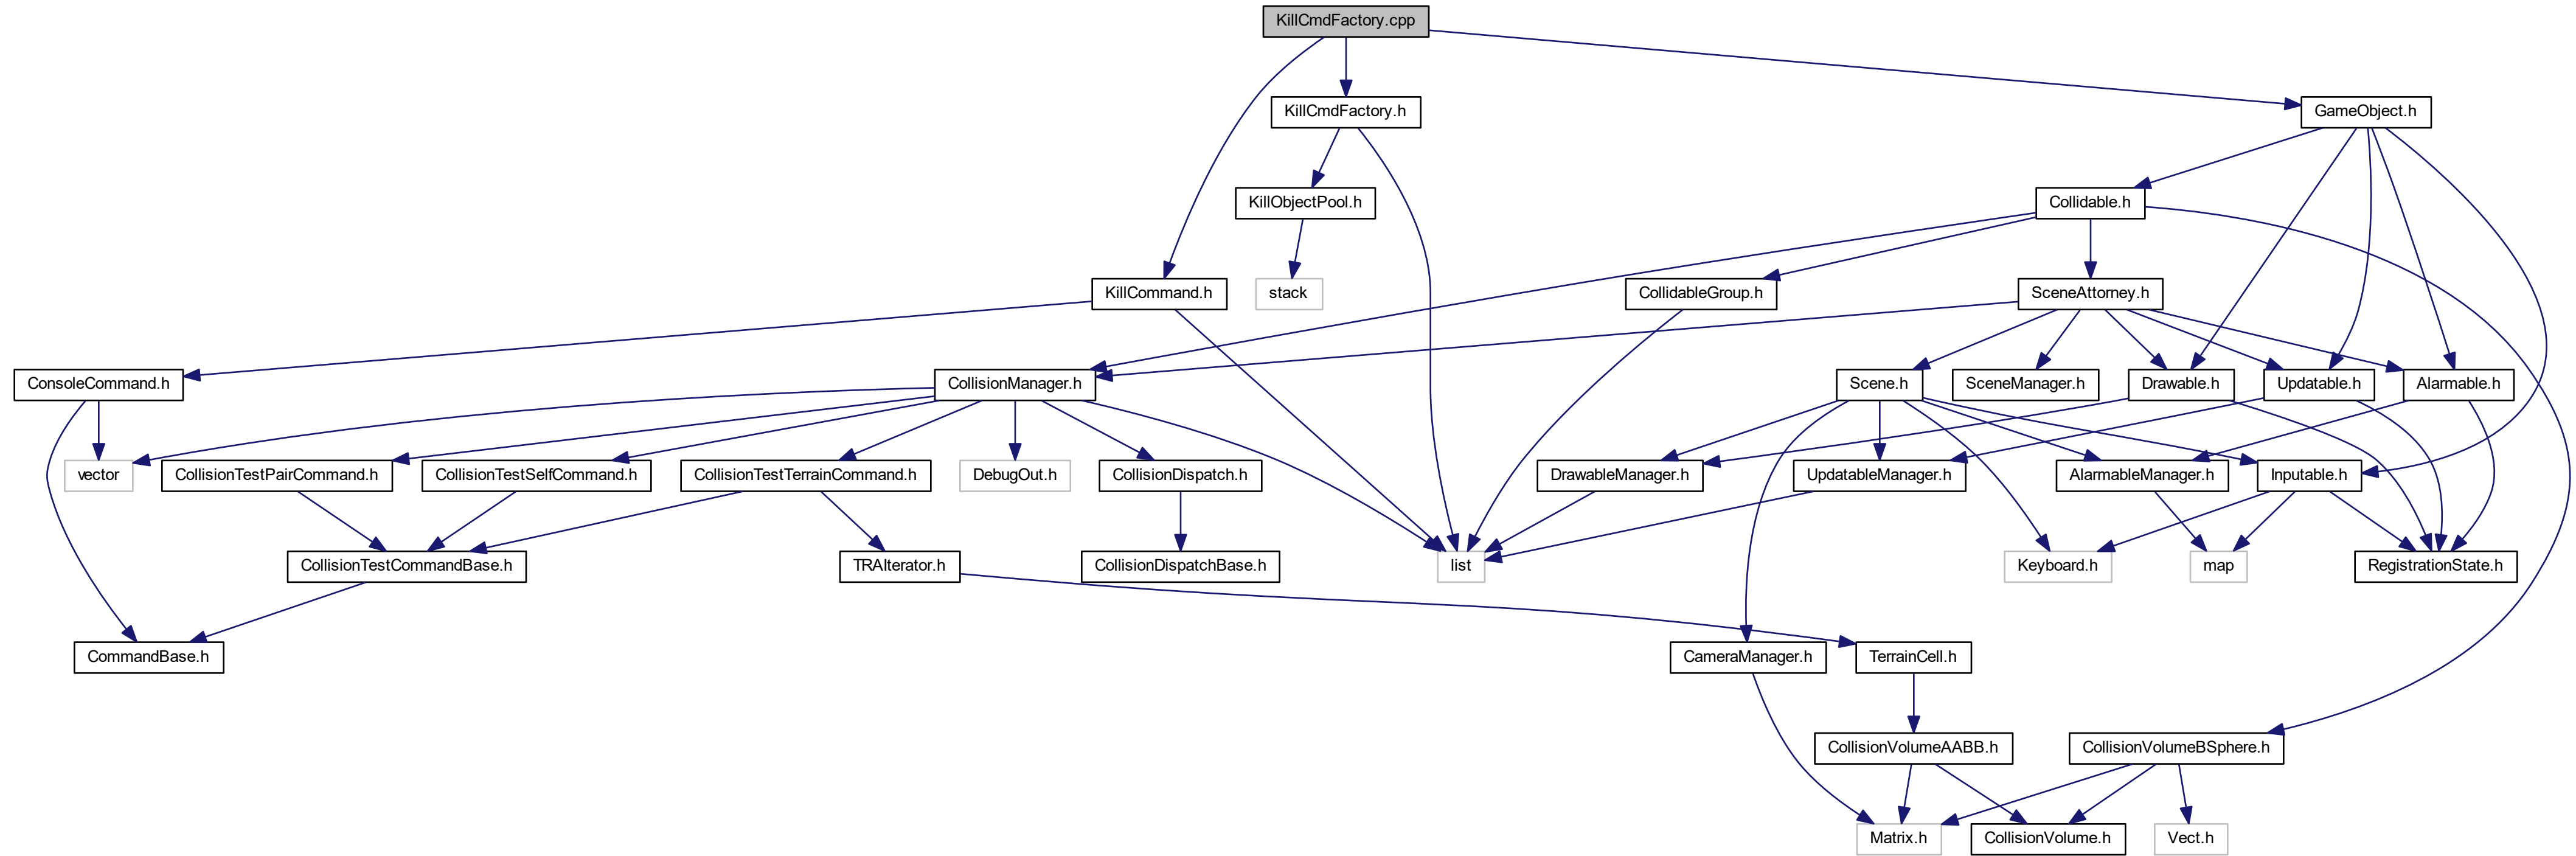 KillCmdFactory.cpp
KillCmdFactory.h
GameObject.h
KillObjectPool.h
Collidable.h
KillCommand.h
stack
CollidableGroup.h
SceneAttorney.h
ConsoleCommand.h
CollisionManager.h
Scene.h
SceneManager.h
Drawable.h
Updatable.h
Alarmable.h
vector
CollisionTestPairCommand.h
CollisionTestSelfCommand.h
CollisionTestTerrainCommand.h
DebugOut.h
CollisionDispatch.h
DrawableManager.h
UpdatableManager.h
AlarmableManager.h
Inputable.h
CollisionTestCommandBase.h
TRAIterator.h
CollisionDispatchBase.h
list
Keyboard.h
map
RegistrationState.h
CommandBase.h
CameraManager.h
TerrainCell.h
CollisionVolumeAABB.h
CollisionVolumeBSphere.h
Matrix.h
CollisionVolume.h
Vect.h